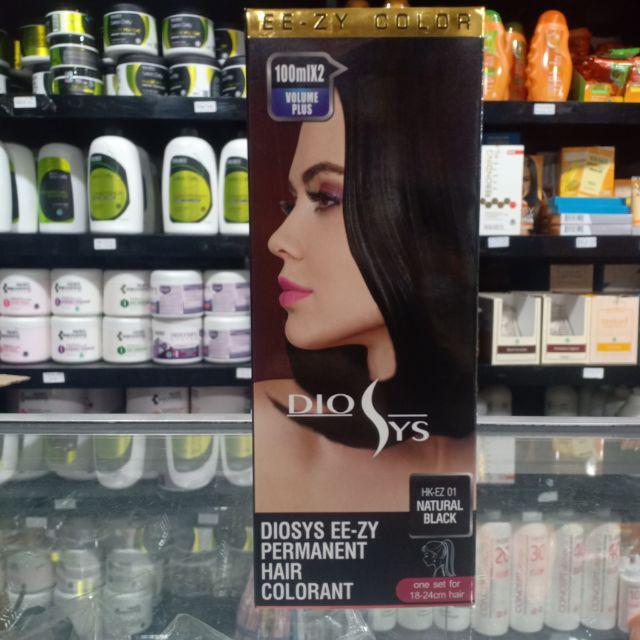 EE-ZY COLOR
100mlX2
VOLUME
PLUS
DIOSYS
HK-EZ 01
NATURAL
BLACK
DIOSYS EE-ZY
PERMANENT
HAIR
COLORANT
one set for
18-24cm hair